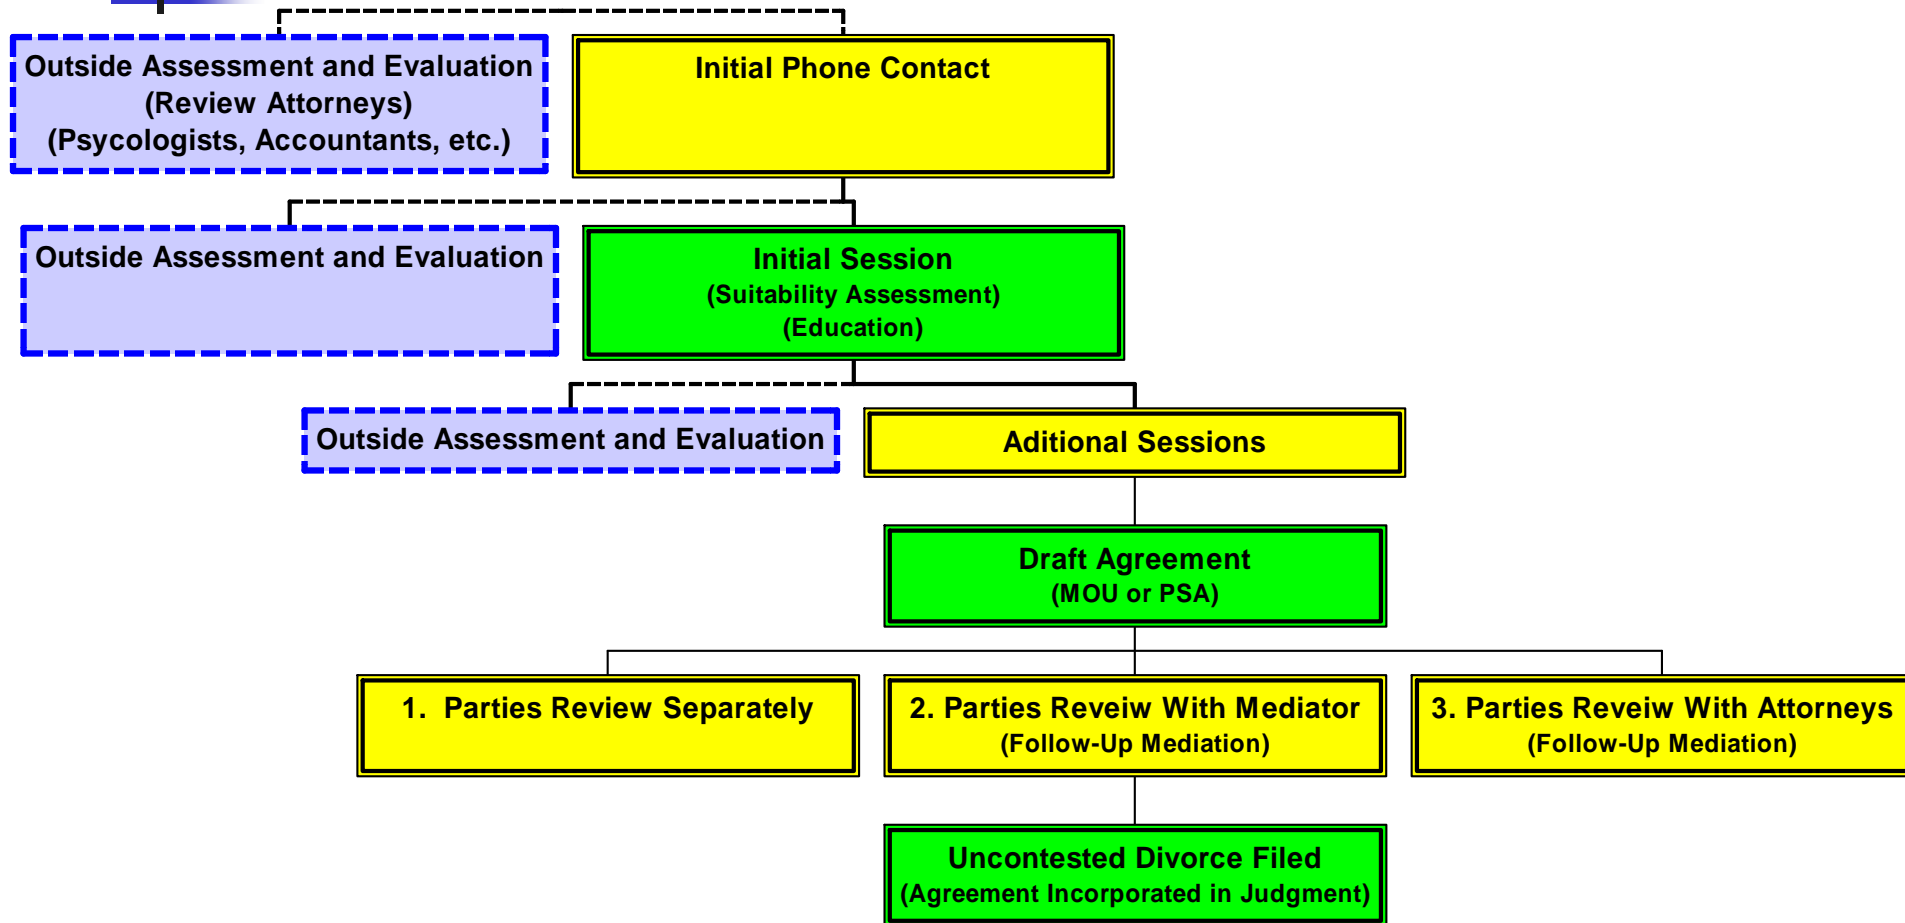 Outside Assessment and Evaluation
(Review Attorneys)
(Psycologists, Accountants, etc.)
Initial Phone Contact
Outside Assessment and Evaluation
Initial Session
(Suitability Assessment)
(Education)
Outside Assessment and Evaluation
Aditional Sessions
Draft Agreement
(MOU or PSA)
1. Parties Review Separately
2. Parties Reveiw With Mediator
(Follow-Up Mediation)
3. Parties Reveiw With Attorneys
(Follow-Up Mediation)
Uncontested Divorce Filed
(Agreement Incorporated in Judgment)